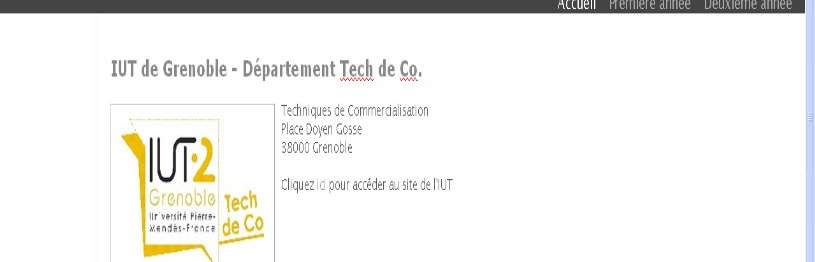 Accueil Première année Deuxième année
IUT de Grenoble - Département Tech de Co.
Techniques de Commercialisation
Place Doyen Gosse
38000 Grenoble
Cliquez ici pour accéder au site de l'IUT
IUT·2
Grenoble
Université Pierre-
Mendès-France
Tech
de Co